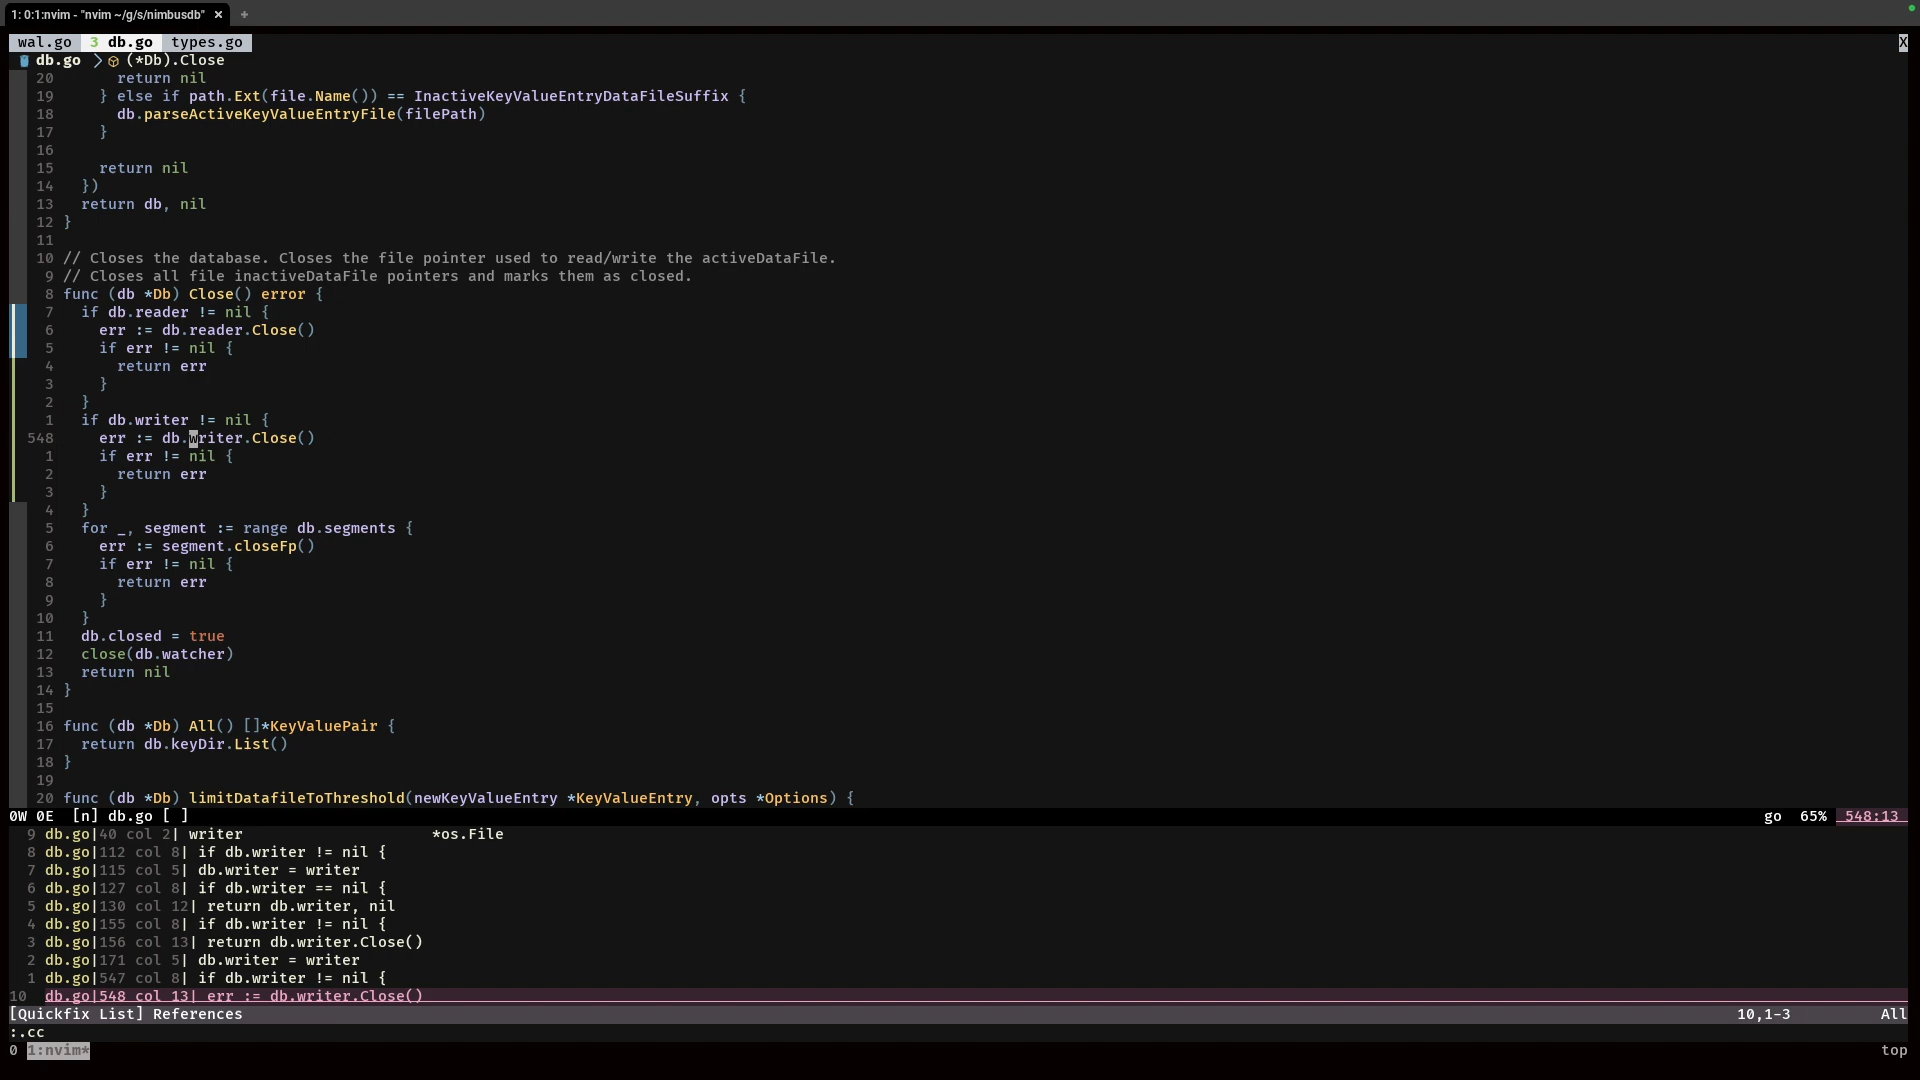 1: 0:1:nvim - "nvim ~/g/s/nimbusdb" × +
wal.go 3 db.go types.go X
db.go > (*Db).Close
20 return nil
19 } else if path.Ext(file.Name()) == InactiveKeyValueEntryDataFileSuffix {
18 db.parseActiveKeyValueEntryFile(filePath)
17 }
16
15 return nil
14 })
13 return db, nil
12 }
11
10 // Closes the database. Closes the file pointer used to read/write the activeDataFile.
9 // Closes all file inactiveDataFile pointers and marks them as closed.
8 func (db *Db) Close() error {
7 if db.reader != nil {
6 err := db.reader.Close()
5 if err != nil {
4 return err
3 }
2 }
1 if db.writer != nil {
548 err := db.writer.Close()
1 if err != nil {
2 return err
3 }
4 }
5 for _, segment := range db.segments {
6 err := segment.closeFp()
7 if err != nil {
8 return err
9 }
10 }
11 db.closed = true
12 close(db.watcher)
13 return nil
14 }
15
16 func (db *Db) All() []*KeyValuePair {
17 return db.keyDir.List()
18 }
19
20 func (db *Db) limitDatafileToThreshold(newKeyValueEntry *KeyValueEntry, opts *Options) {
0W 0E [n] db.go [ ] go 65% 548:13
9 db.go|40 col 2| writer *os.File
8 db.go|112 col 8| if db.writer != nil {
7 db.go|115 col 5| db.writer = writer
6 db.go|127 col 8| if db.writer == nil {
5 db.go|130 col 12| return db.writer, nil
4 db.go|155 col 8| if db.writer != nil {
3 db.go|156 col 13| return db.writer.Close()
2 db.go|171 col 5| db.writer = writer
1 db.go|547 col 8| if db.writer != nil {
10 db.go|548 col 13| err := db.writer.Close()
[Quickfix List] References 10,1-3 All
:.cc
0 1:nvim* top